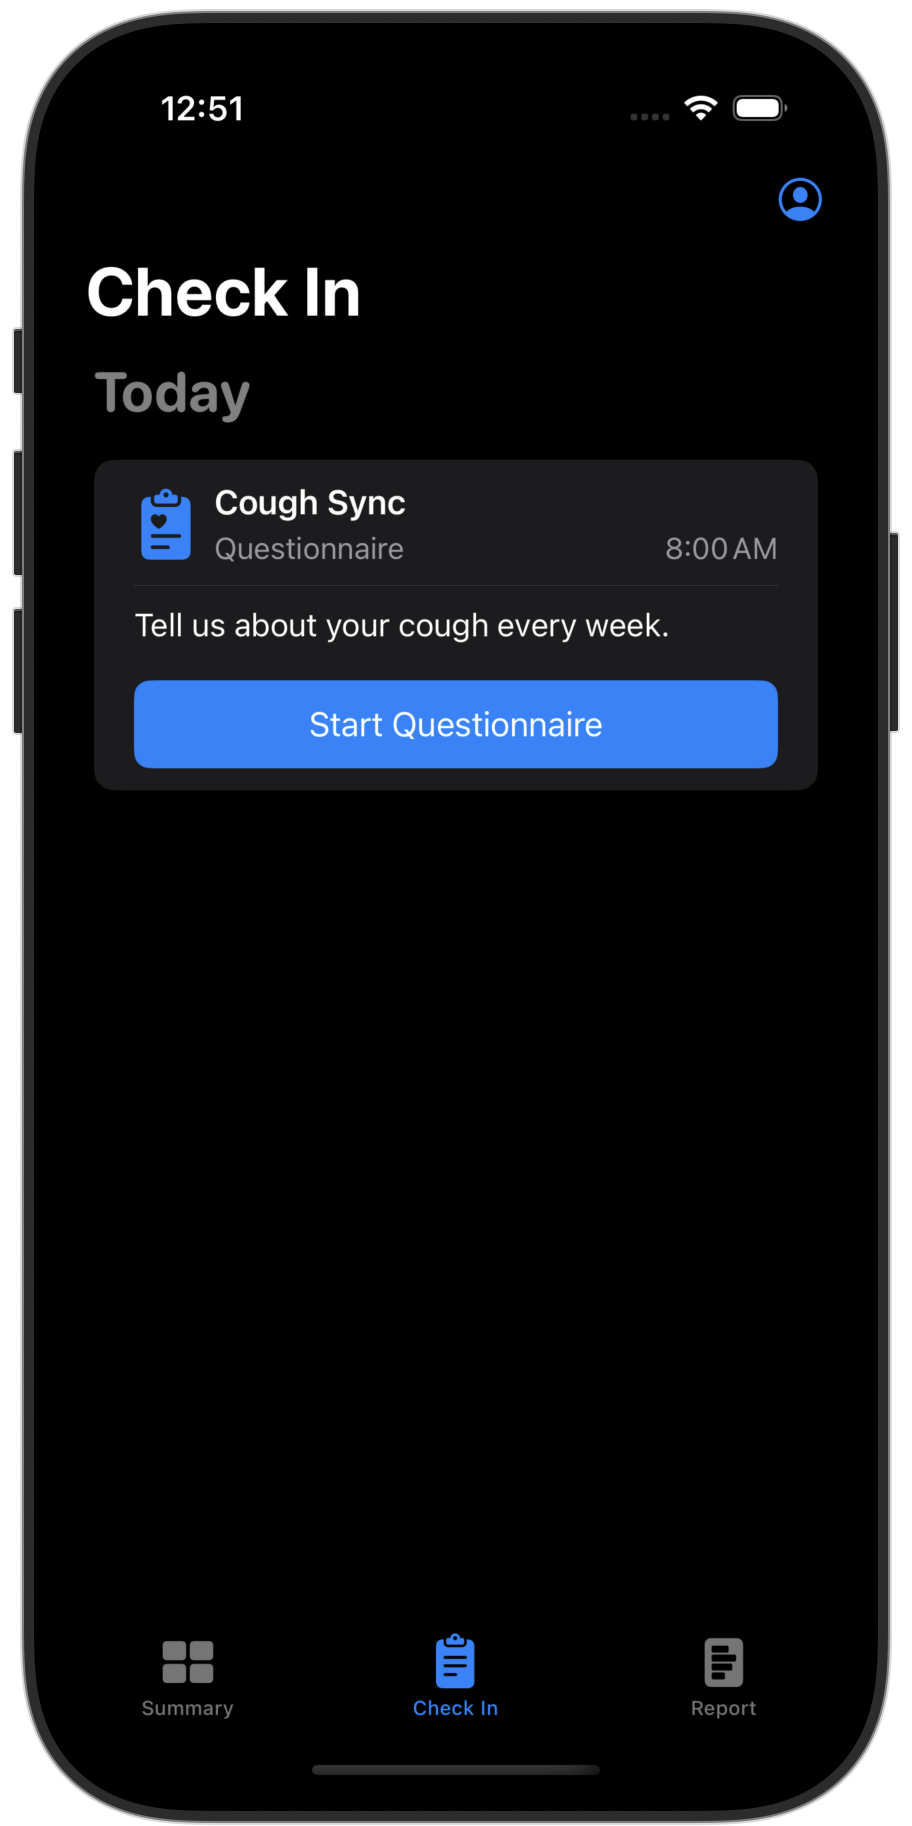 12:51
Check In
Today
Cough Sync
Questionnaire 8:00 AM
Tell us about your cough every week.
Start Questionnaire
Summary Check In Report